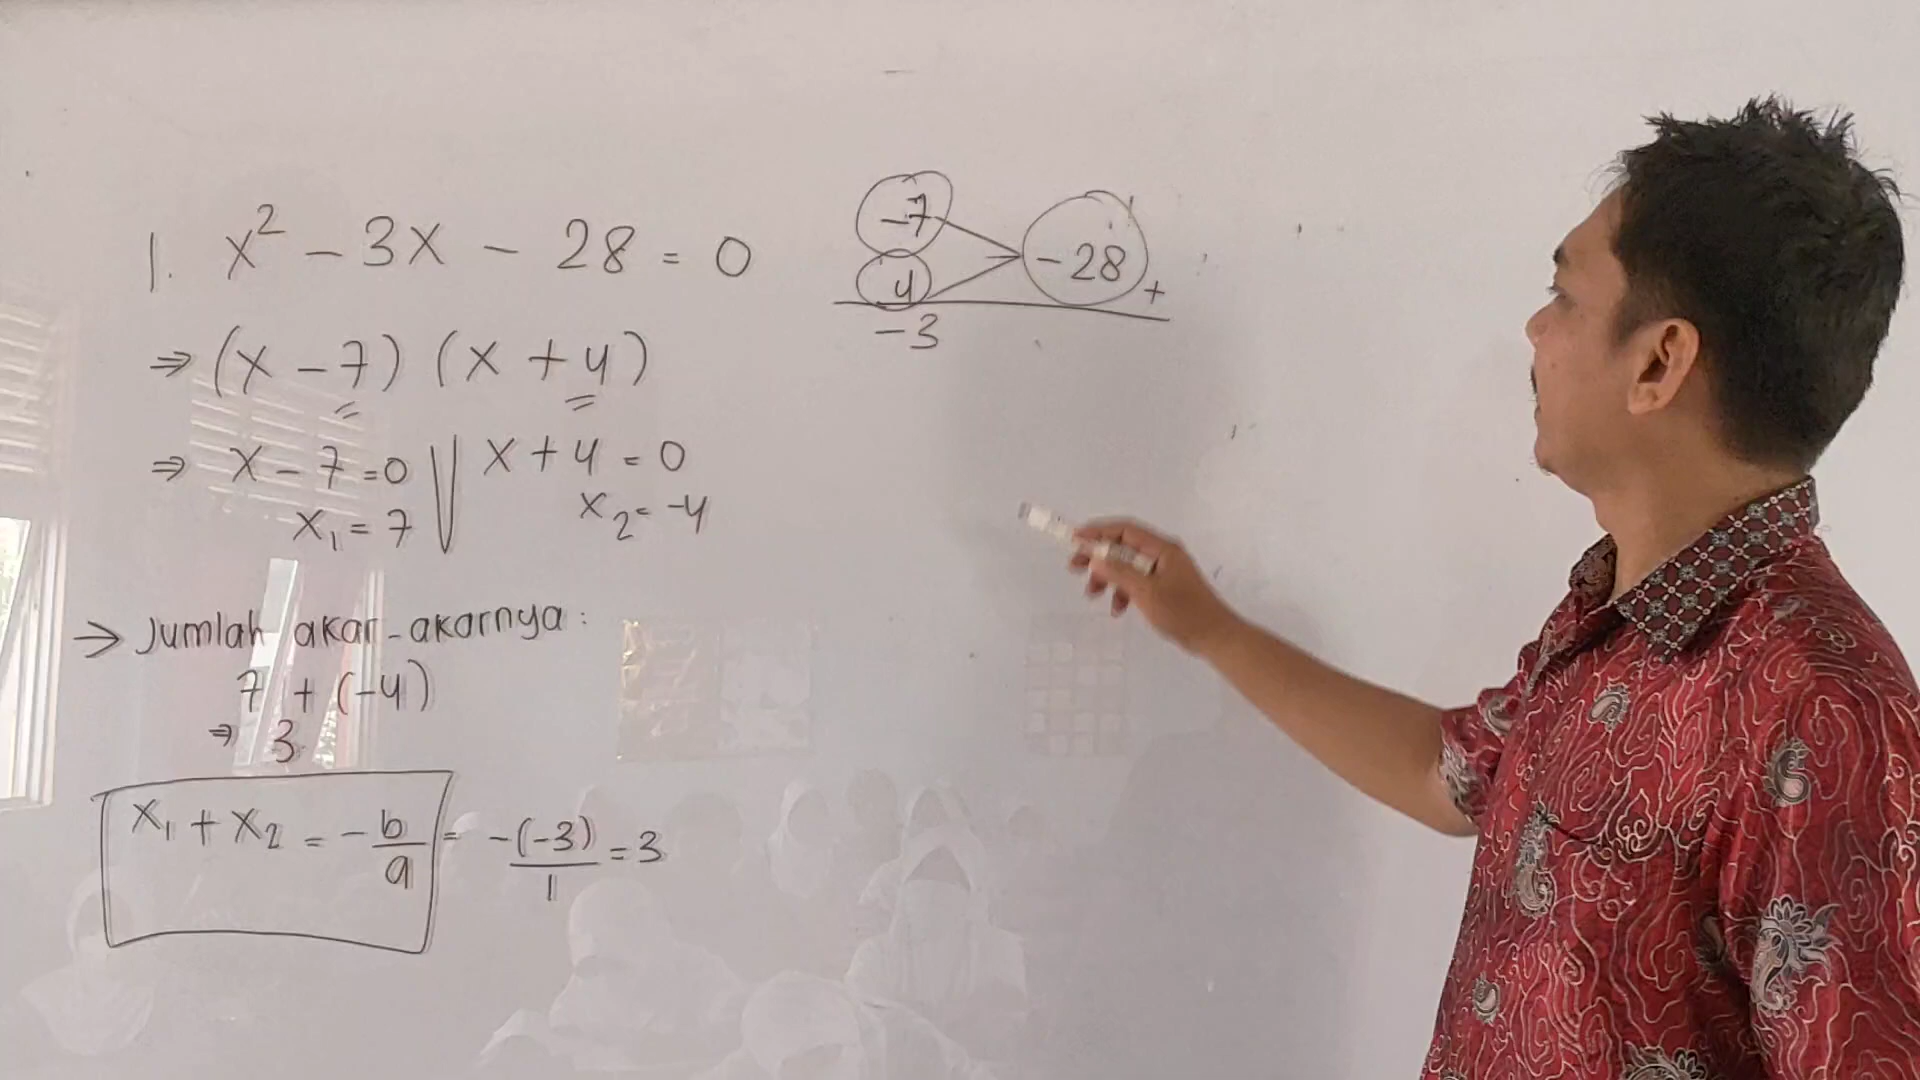 1. x² - 3x - 28 = 0
⇒ (x - 7) (x + 4)
⇒ x - 7 = 0 V x + 4 = 0
x₁ = 7 x₂ = -4
→ Jumlah akar-akarnya :
7 + (-4)
⇒ 3
x₁ + x₂ = -b/a = -(-3)/1 = 3
-7
4
-28 +
-3